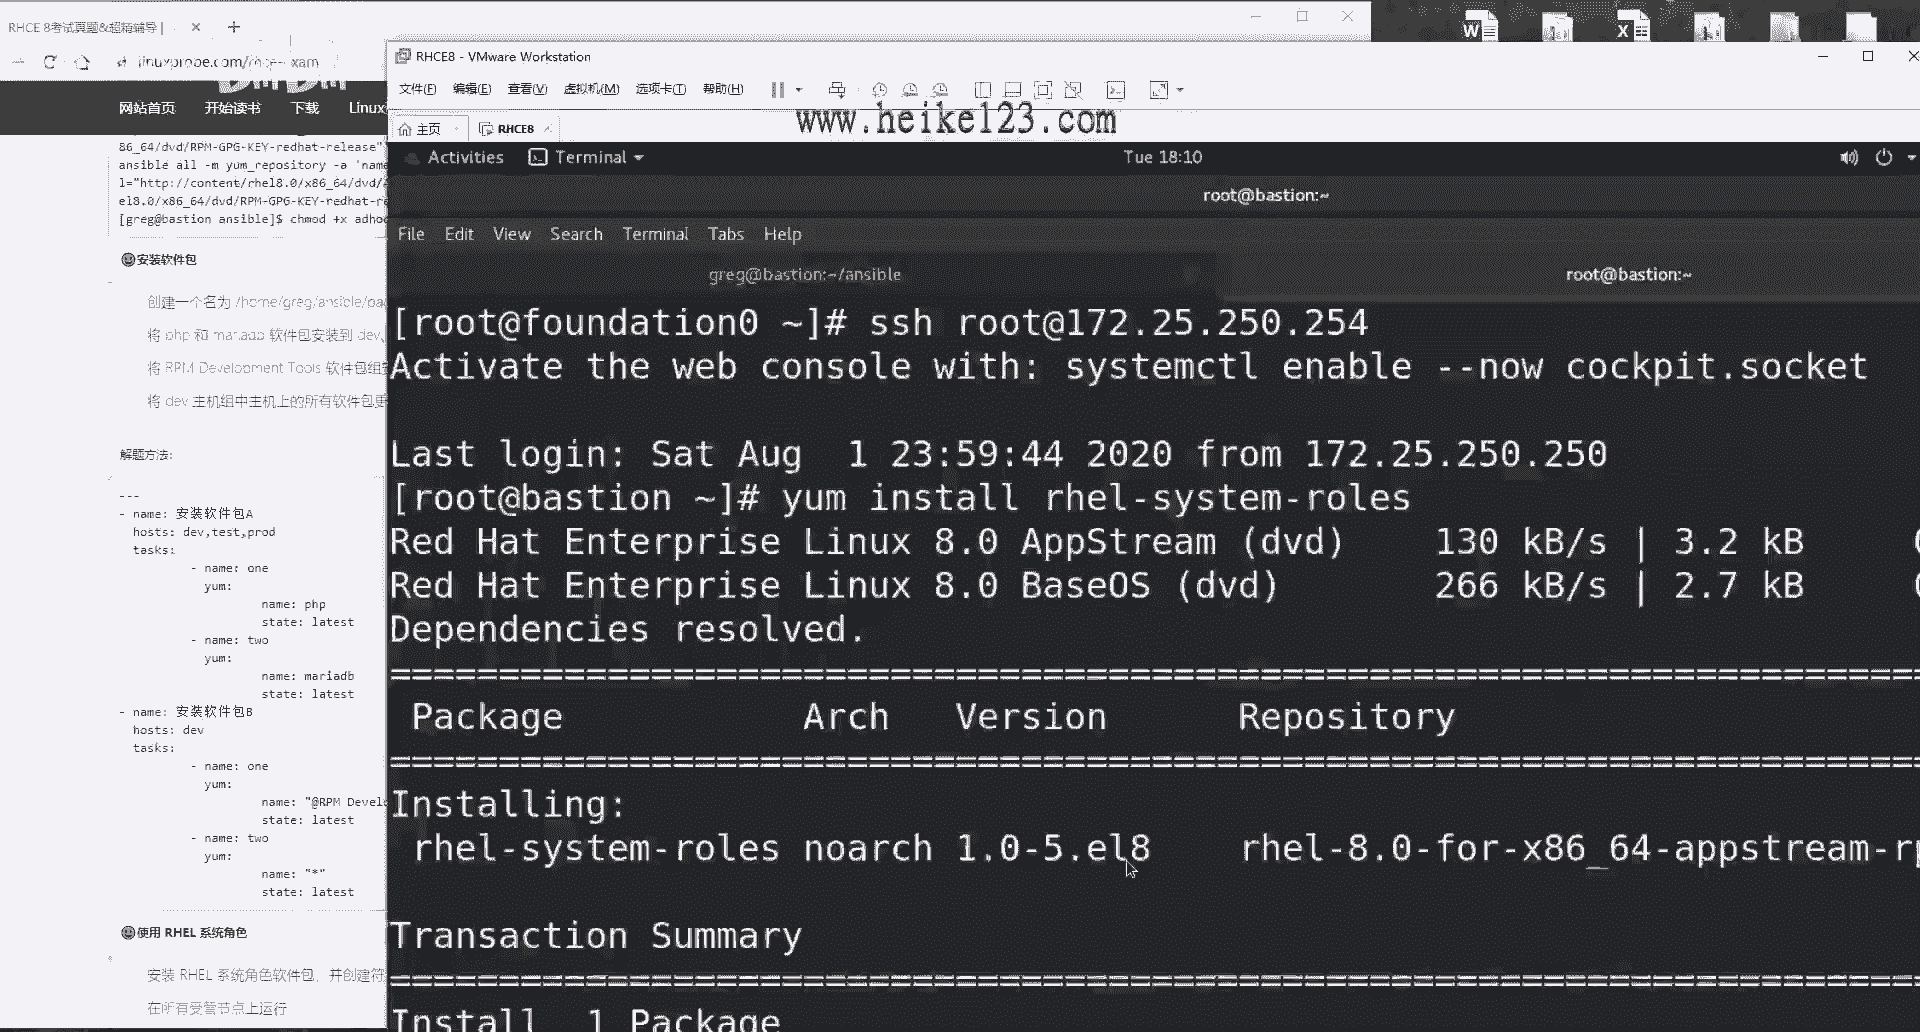 RHCE 8考试真题&超精辅导 |
linuxprobe.com/rhce-exam
网站首页 开始读书 下载 Linux
86_64/dvd/RPM-GPG-KEY-redhat-release"
ansible all -m yum_repository -a 'name
l="http://content/rhel8.0/x86_64/dvd/
el8.0/x86_64/dvd/RPM-GPG-KEY-redhat-re
[greg@bastion ansible]$ chmod +x adhoc
安装软件包
创建一个名为 /home/greg/ansible/pac
将 php 和 mariadb 软件包安装到 dev、
将 RPM Development Tools 软件包组安
将 dev 主机组中主机上的所有软件包更
解题方法:
---
- name: 安装软件包A
hosts: dev,test,prod
tasks:
- name: one
yum:
name: php
state: latest
- name: two
yum:
name: mariadb
state: latest
- name: 安装软件包B
hosts: dev
tasks:
- name: one
yum:
name: "@RPM Develo
state: latest
- name: two
yum:
name: "*"
state: latest
使用 RHEL 系统角色
安装 RHEL 系统角色软件包，并创建符
在所有受管节点上运行
RHCE8 - VMware Workstation
文件(F) 编辑(E) 查看(V) 虚拟机(M) 选项卡(T) 帮助(H)
www.heike123.com
主页 RHCE8
Activities Terminal Tue 18:10
root@bastion:~
File Edit View Search Terminal Tabs Help
greg@bastion:~/ansible root@bastion:~
[root@foundation0 ~]# ssh root@172.25.250.254
Activate the web console with: systemctl enable --now cockpit.socket
Last login: Sat Aug  1 23:59:44 2020 from 172.25.250.250
[root@bastion ~]# yum install rhel-system-roles
Red Hat Enterprise Linux 8.0 AppStream (dvd) 130 kB/s | 3.2 kB
Red Hat Enterprise Linux 8.0 BaseOS (dvd) 266 kB/s | 2.7 kB
Dependencies resolved.
Package Arch Version Repository
Installing:
rhel-system-roles noarch 1.0-5.el8 rhel-8.0-for-x86_64-appstream-rp
Transaction Summary
Install 1 Package